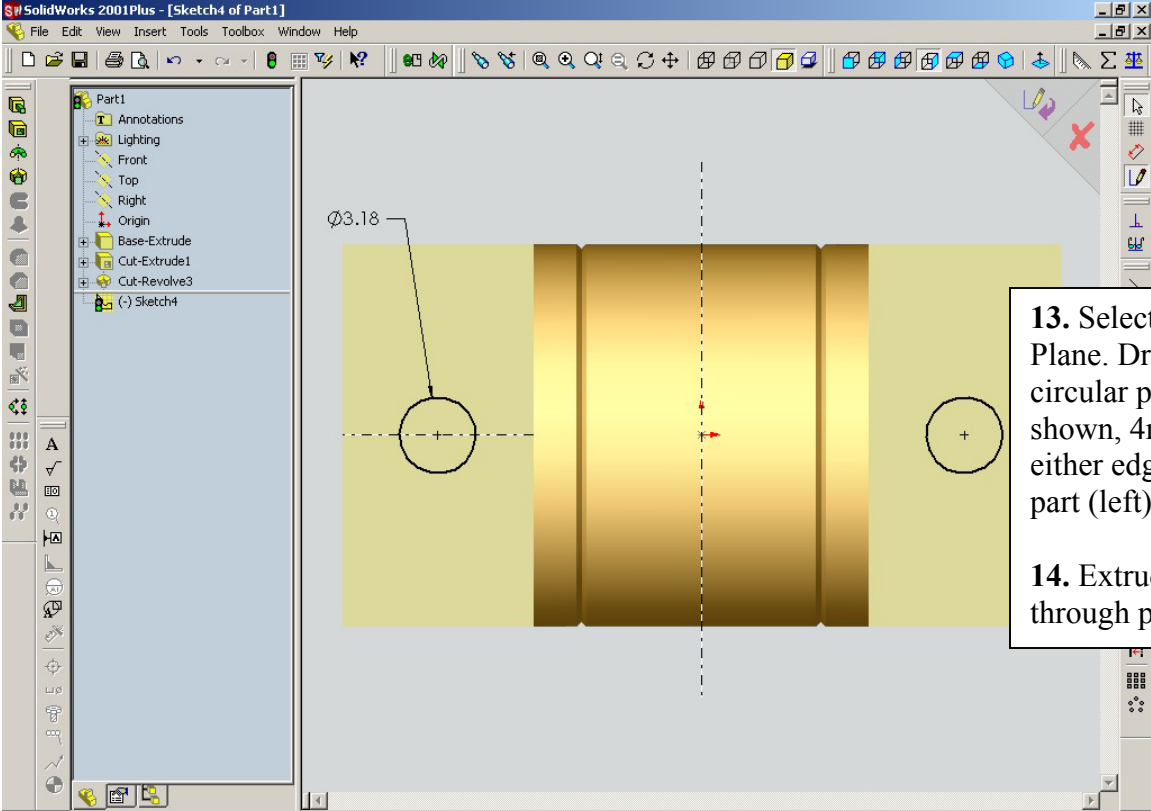 SolidWorks 2001Plus - [Sketch4 of Part1]
File Edit View Insert Tools Toolbox Window Help
Part1
Annotations
Lighting
Front
Top
Right
Origin
Base-Extrude
Cut-Extrude1
Cut-Revolve3
(-) Sketch4
Ø3.18
13. Select
Plane. Dr
circular p
shown, 4
either edg
part (left)
14. Extru
through p